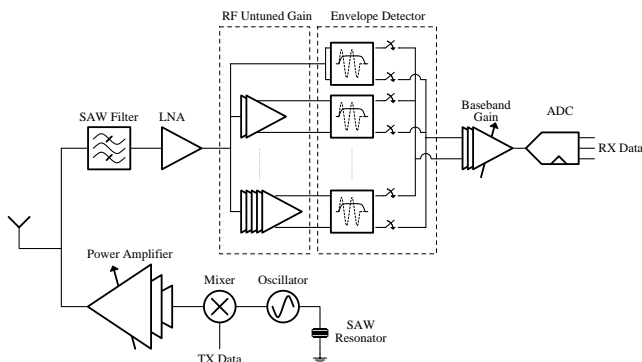 RF Untuned Gain
Envelope Detector
SAW Filter
LNA
Baseband
Gain
ADC
RX Data
Power Amplifier
Mixer
Oscillator
SAW
Resonator
TX Data